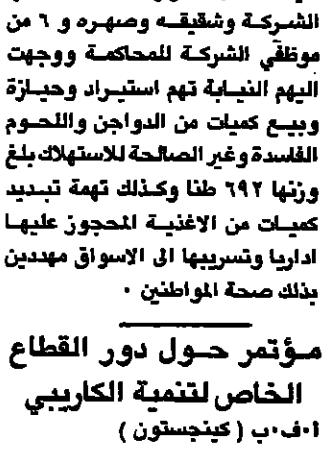 الشركة وشقيقه وصهره و ٦ من
موظفي الشركة للمحاكمة ووجهت
اليهم النيابة تهم استيراد وحيازة
وبيع كميات من الدواجن واللحوم
الفاسدة وغير الصالحة للاستهلاك بلغ
وزنها ٦٩٢ طنا وكذلك تهمة تبديد
كميات من الاغذية المحجوز عليها
اداريا وتسريبها الى الاسواق مهددين
بذلك صحة المواطنين ٠
مؤتمر حول دور القطاع
الخاص لتنمية الكاريبي
أ٠ف٠ب ( كينجستون )